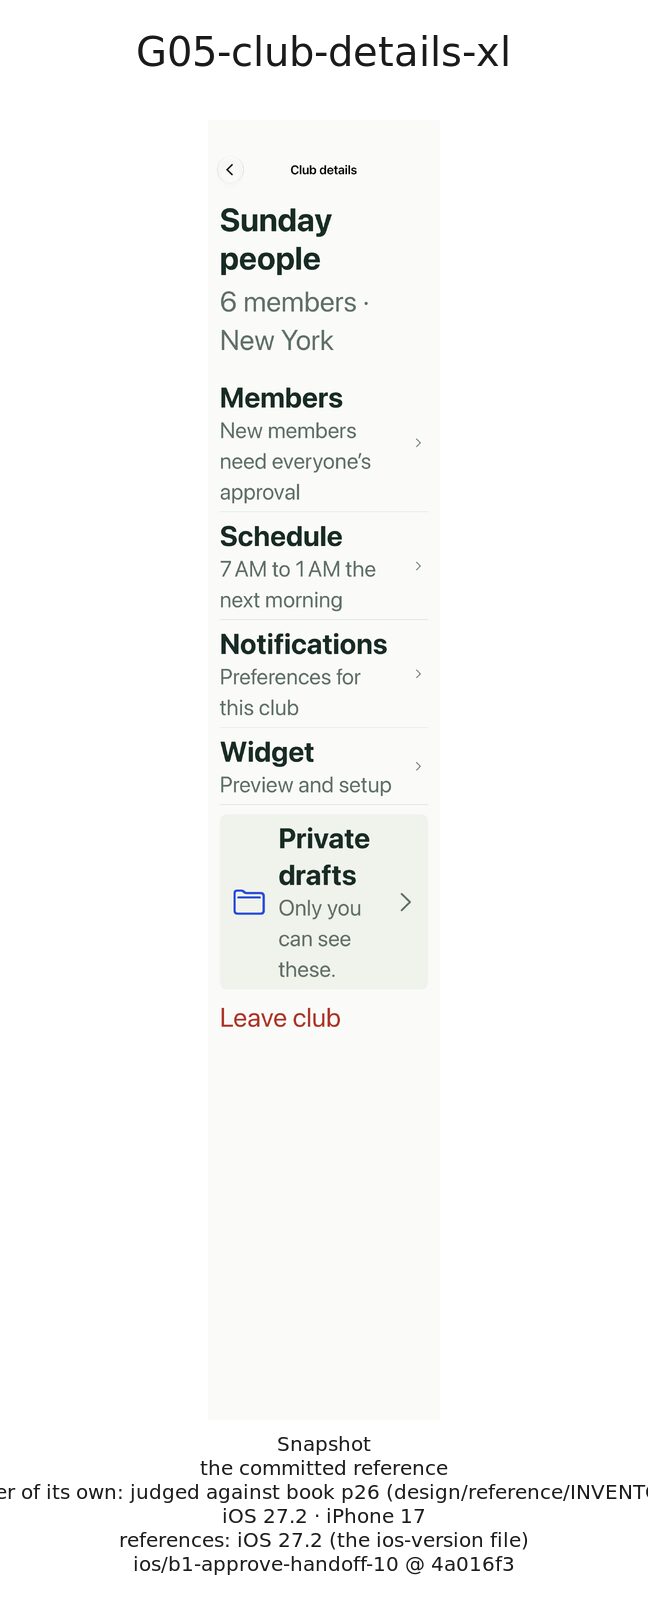 G05-club-details-xl
Club details
Sunday
people
6 members ·
New York
Members
New members
need everyone’s
approval
Schedule
7 AM to 1 AM the
next morning
Notifications
Preferences for
this club
Widget
Preview and setup
Private
drafts
Only you
can see
these.
Leave club
Snapshot
the committed reference
of its own: judged against book p26 (design/reference/
iOS 27.2 · iPhone 17
references: iOS 27.2 (the ios-version file)
ios/b1-approve-handoff-10 @ 4a016f3